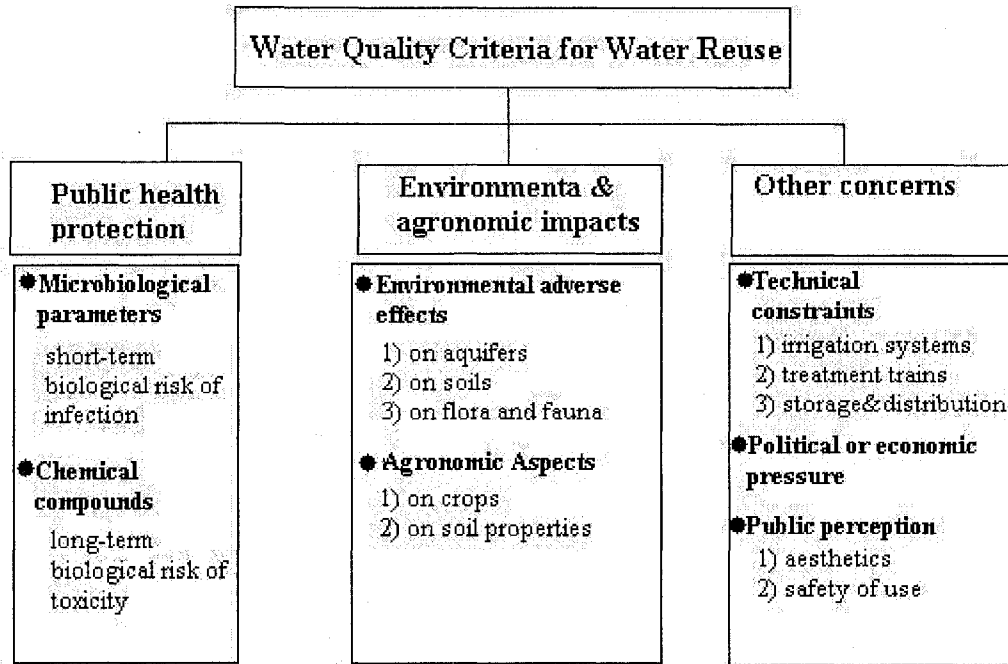 Water Quality Criteria for Water Reuse
Public health
protection
●Microbiological
parameters
short-term
biological risk of
infection
●Chemical
compounds
long-term
biological risk of
toxicity
Environmenta &
agronomic impacts
●Environmental adverse
effects
1) on aquifers
2) on soils
3) on flora and fauna
●Agronomic Aspects
1) on crops
2) on soil properties
Other concerns
●Technical
constraints
1) irrigation systems
2) treatment trains
3) storage&distribution
●Political or economic
pressure
●Public perception
1) aesthetics
2) safety of use